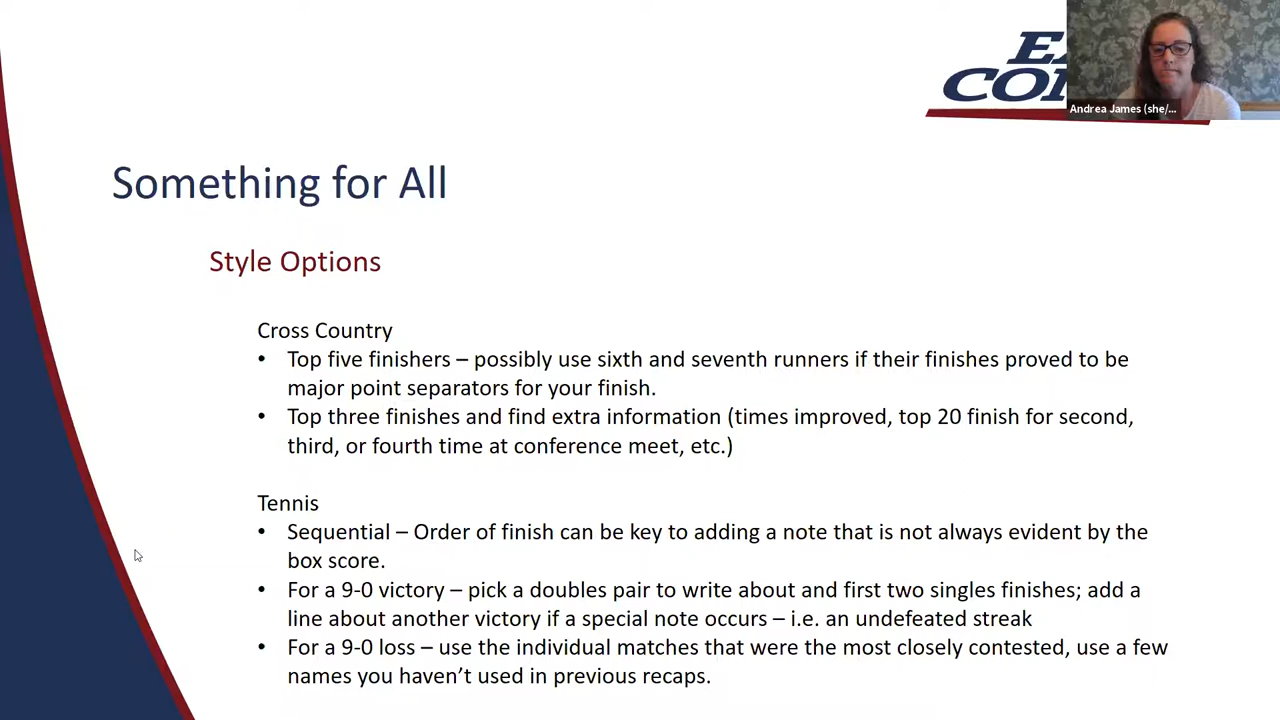 Andrea James (she/...
Something for All
Style Options
Cross Country
• Top five finishers – possibly use sixth and seventh runners if their finishes proved to be
major point separators for your finish.
• Top three finishes and find extra information (times improved, top 20 finish for second,
third, or fourth time at conference meet, etc.)
Tennis
• Sequential – Order of finish can be key to adding a note that is not always evident by the
box score.
• For a 9-0 victory – pick a doubles pair to write about and first two singles finishes; add a
line about another victory if a special note occurs – i.e. an undefeated streak
• For a 9-0 loss – use the individual matches that were the most closely contested, use a few
names you haven’t used in previous recaps.